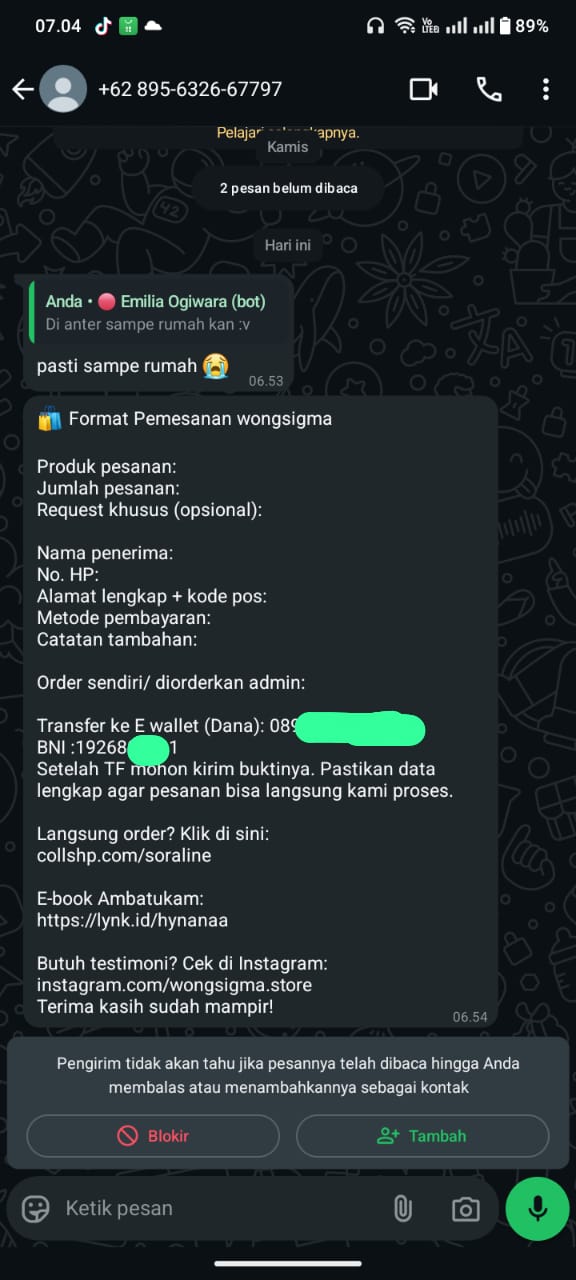 07.04
Vo
LTE
89%
+62 895-6326-67797
Pelajari selengkapnya.
Kamis
2 pesan belum dibaca
Hari ini
Anda • Emilia Ogiwara (bot)
Di anter sampe rumah kan :v
pasti sampe rumah 😭
06.53
🛍️ Format Pemesanan wongsigma
Produk pesanan:
Jumlah pesanan:
Request khusus (opsional):
Nama penerima:
No. HP:
Alamat lengkap + kode pos:
Metode pembayaran:
Catatan tambahan:
Order sendiri/ diorderkan admin:
Transfer ke E wallet (Dana): 089
BNI :19268 1
Setelah TF mohon kirim buktinya. Pastikan data
lengkap agar pesanan bisa langsung kami proses.
Langsung order? Klik di sini:
collshp.com/soraline
E-book Ambatukam:
https://lynk.id/hynanaa
Butuh testimoni? Cek di Instagram:
instagram.com/wongsigma.store
Terima kasih sudah mampir!
06.54
Pengirim tidak akan tahu jika pesannya telah dibaca hingga Anda
membalas atau menambahkannya sebagai kontak
Blokir
Tambah
Ketik pesan